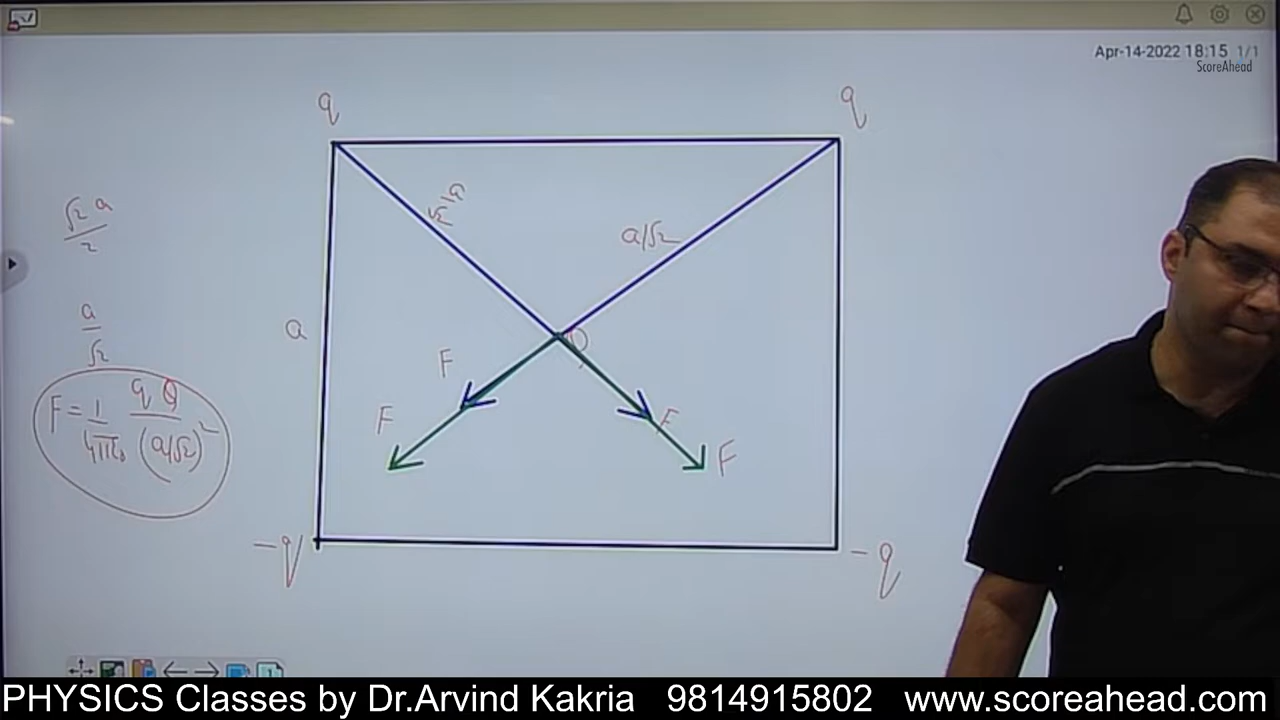 Apr-14-2022 18:15 1/1
ScoreAhead
q
q
√2 a
2
a/√2
a/√2
a
√2
a
F
F
F
F
F = 1/4πε₀ q Q/(a/√2)²
-q
-q
PHYSICS Classes by Dr.Arvind Kakria 9814915802 www.scoreahead.com